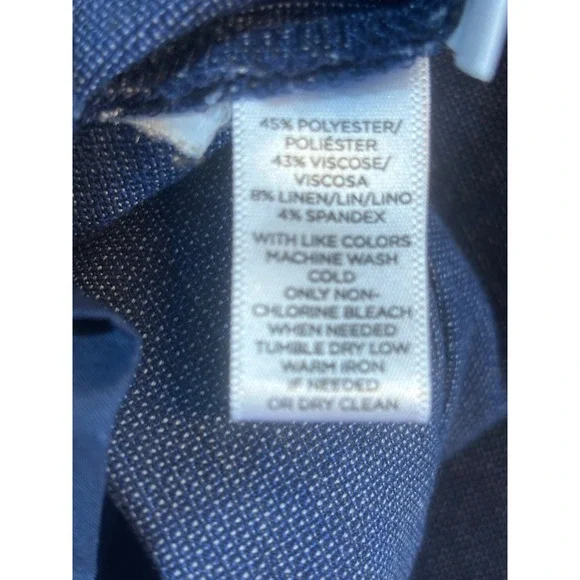 45% POLYESTER/
POLIÉSTER
43% VISCOSE/
VISCOSA
8% LINEN/LIN/LINO
4% SPANDEX
WITH LIKE COLORS
MACHINE WASH
COLD
ONLY NON-
CHLORINE BLEACH
WHEN NEEDED
TUMBLE DRY LOW
WARM IRON
IF NEEDED
OR DRY CLEAN